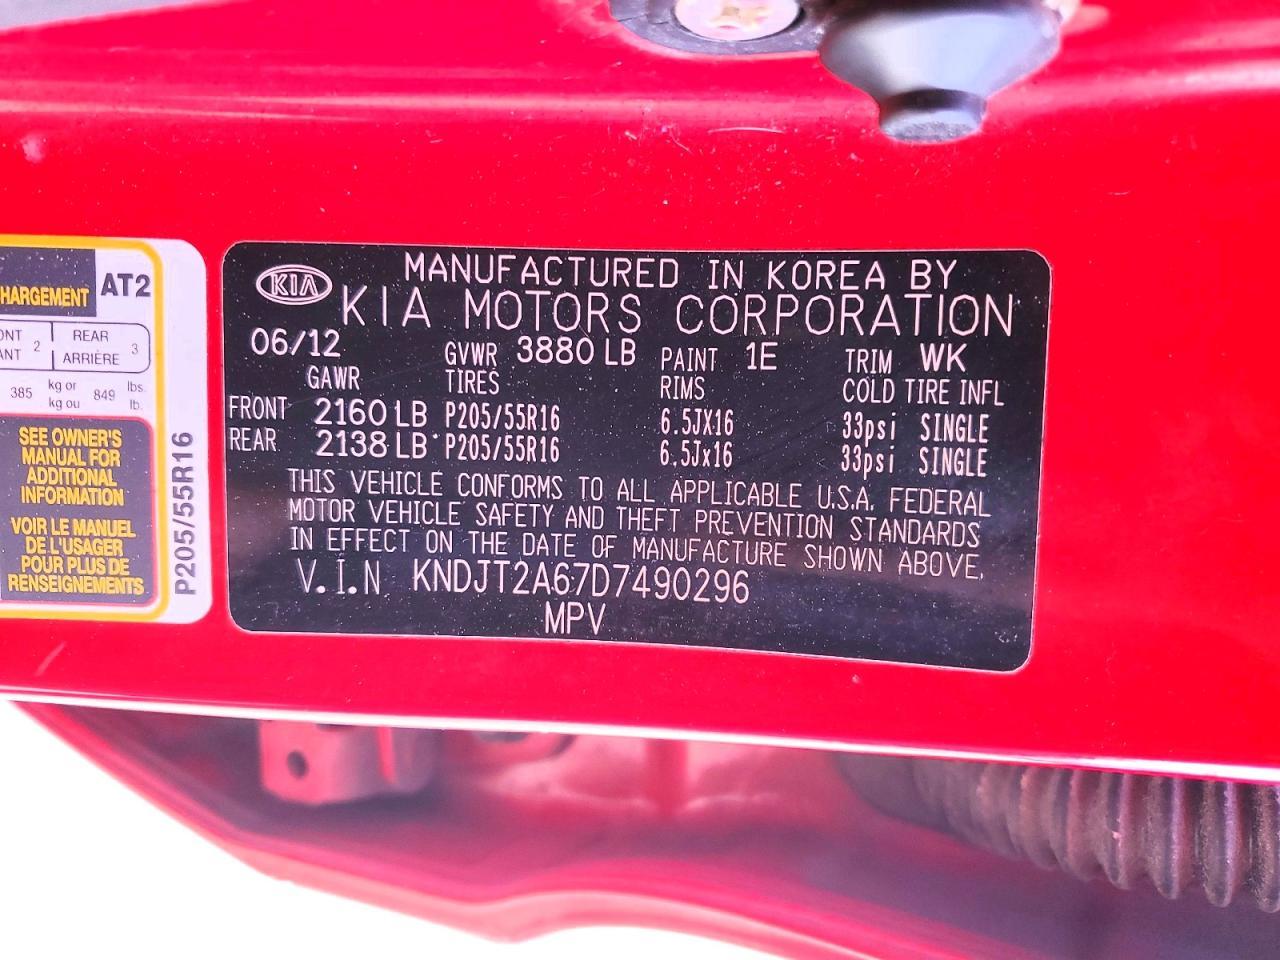 HARGEMENT AT2
ONT 2 REAR 3
ANT ARRIÈRE
385 kg or 849 lbs.
kg ou lb.
SEE OWNER'S
MANUAL FOR
ADDITIONAL
INFORMATION
VOIR LE MANUEL
DE L'USAGER
POUR PLUS DE
RENSEIGNEMENTS
P205/55R16
KIA
MANUFACTURED IN KOREA BY
KIA MOTORS CORPORATION
06/12 GVWR 3880 LB PAINT 1E TRIM WK
GAWR TIRES RIMS COLD TIRE INFL
FRONT 2160 LB P205/55R16 6.5JX16 33psi SINGLE
REAR 2138 LB P205/55R16 6.5Jx16 33psi SINGLE
THIS VEHICLE CONFORMS TO ALL APPLICABLE U.S.A. FEDERAL
MOTOR VEHICLE SAFETY AND THEFT PREVENTION STANDARDS
IN EFFECT ON THE DATE OF MANUFACTURE SHOWN ABOVE.
V.I.N KNDJT2A67D7490296
MPV